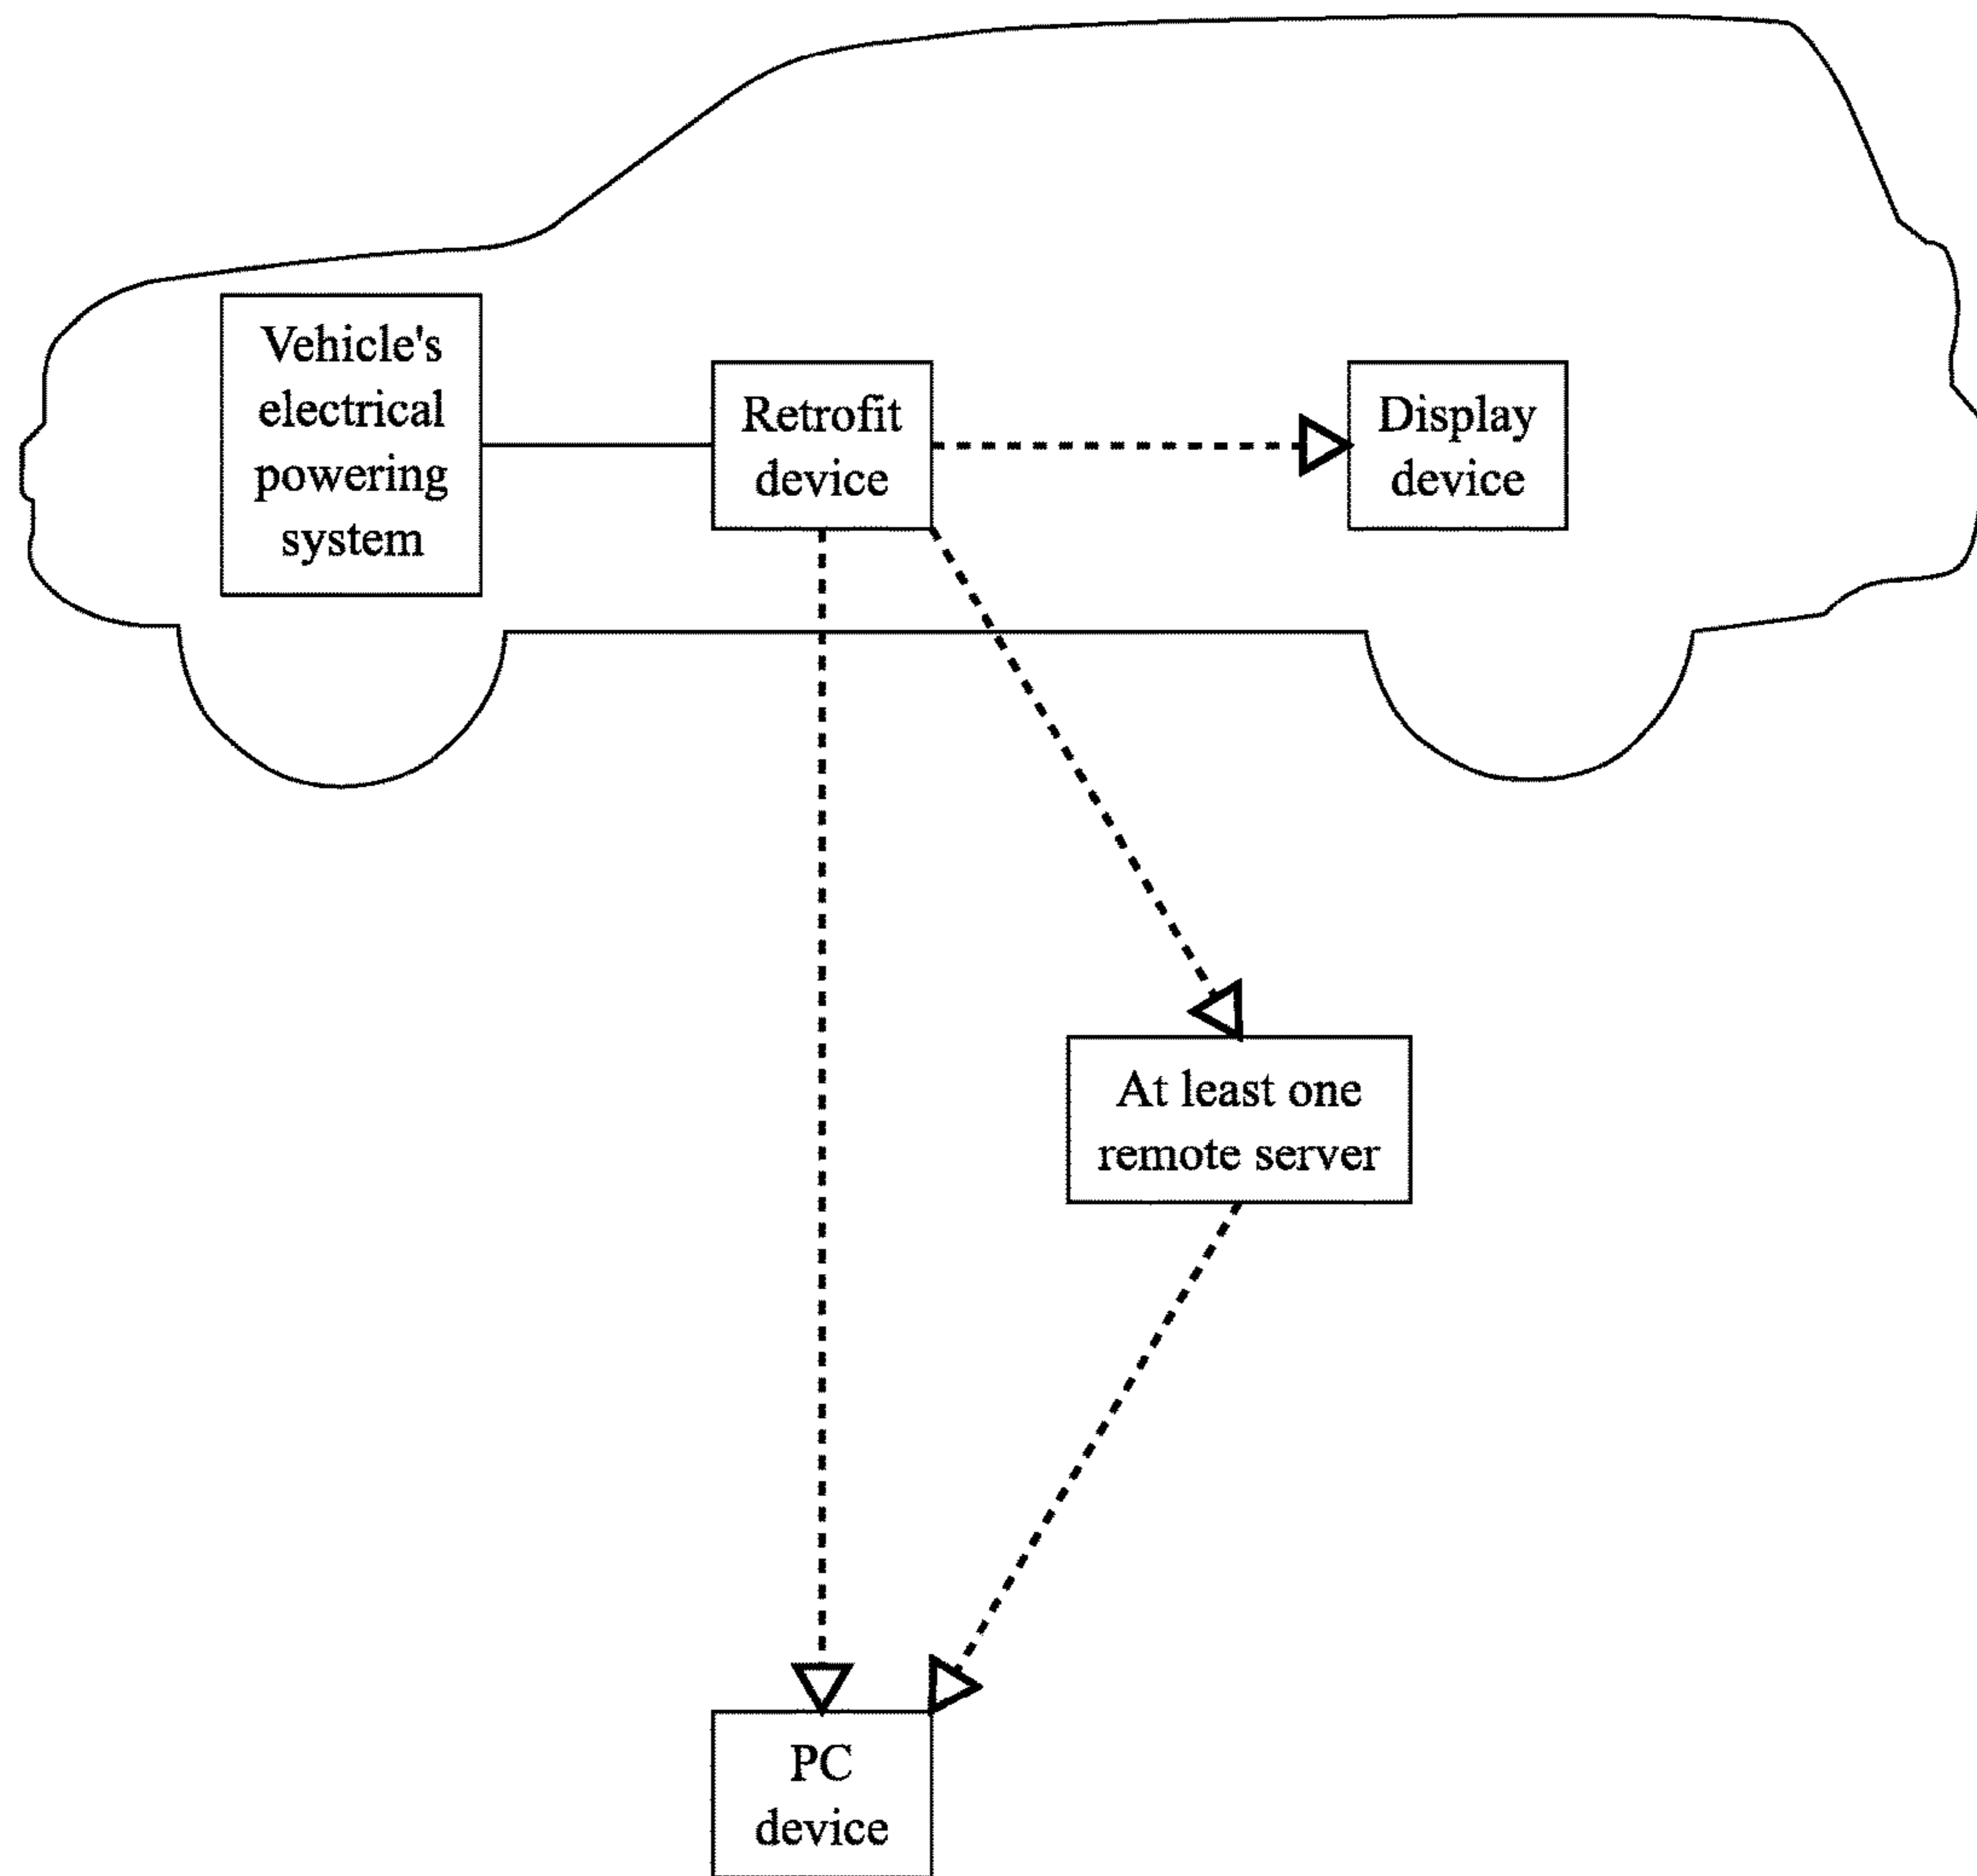 Vehicle's
electrical
powering
system
Retrofit
device
Display
device
At least one
remote server
PC
device